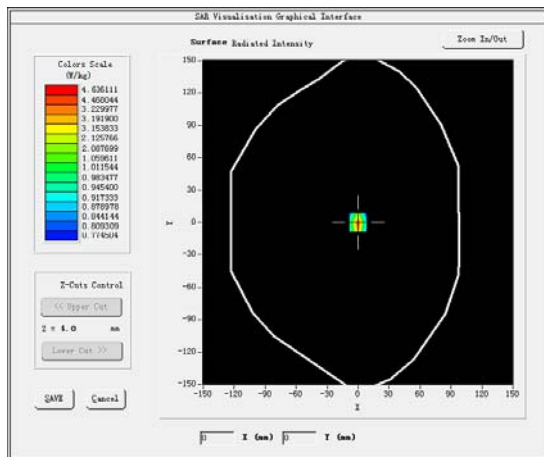 SAR Visualisation Graphical Interface
Surface Radiated Intensity
Zoom In/Out
Colors Scale
(W/kg)
4.636111
4.468044
3.229977
3.191900
3.153833
2.125766
2.087699
1.059611
1.011544
0.983477
0.945400
0.917333
0.878978
0.844144
0.809309
0.774504
150
120
90
60
30
0
-30
-60
-90
-120
-150
Y
-150 -120 -90 -60 -30 0 30 60 90 120 150
X
Z-Cuts Control
<< Upper Cut
Z = 4.0 mm
Lower Cut >>
SAVE Cancel
0 X (mm) 0 Y (mm)